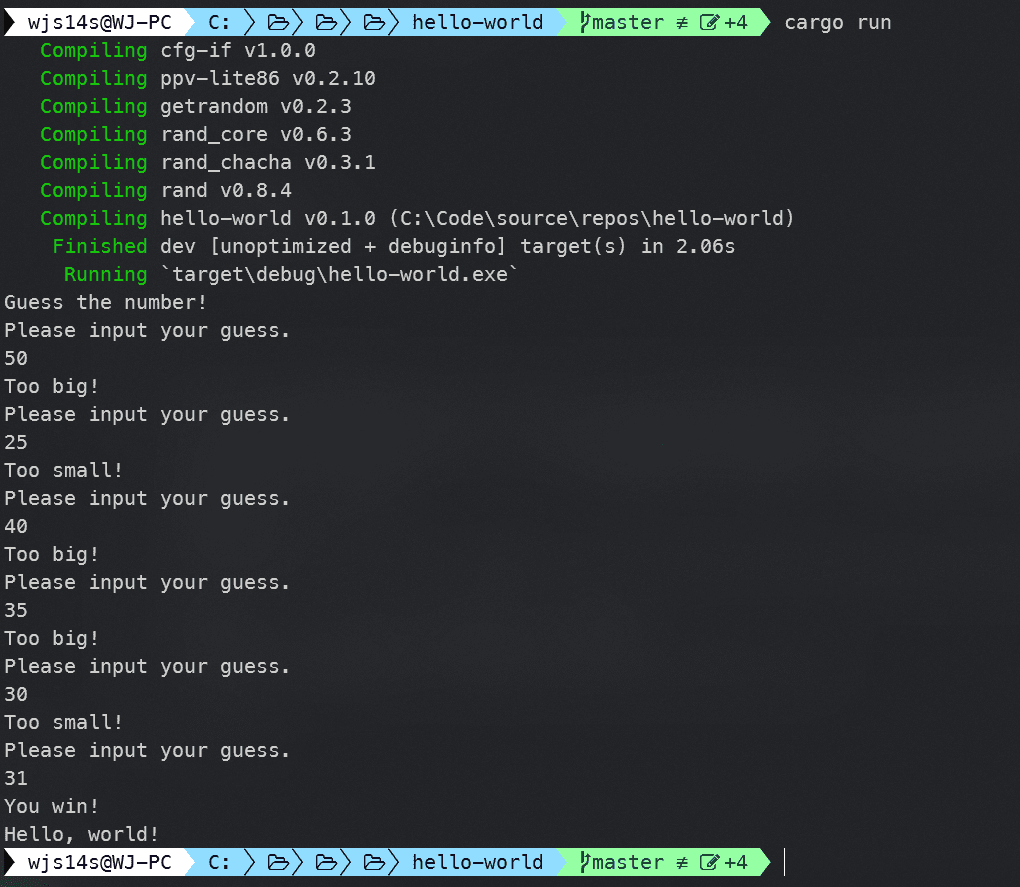 wjs14s@WJ-PC C: hello-world master ≢ +4 cargo run
Compiling cfg-if v1.0.0
Compiling ppv-lite86 v0.2.10
Compiling getrandom v0.2.3
Compiling rand_core v0.6.3
Compiling rand_chacha v0.3.1
Compiling rand v0.8.4
Compiling hello-world v0.1.0 (C:\Code\source\repos\hello-world)
Finished dev [unoptimized + debuginfo] target(s) in 2.06s
Running `target\debug\hello-world.exe`
Guess the number!
Please input your guess.
50
Too big!
Please input your guess.
25
Too small!
Please input your guess.
40
Too big!
Please input your guess.
35
Too big!
Please input your guess.
30
Too small!
Please input your guess.
31
You win!
Hello, world!
wjs14s@WJ-PC C: hello-world master ≢ +4